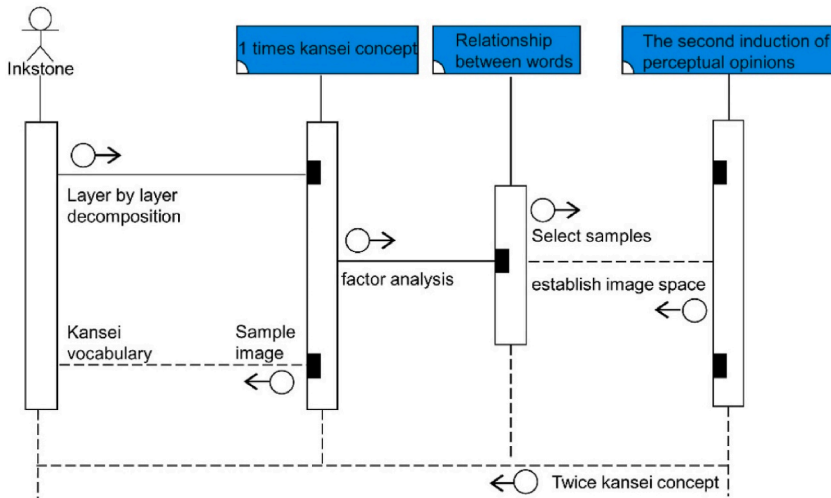 Inkstone
1 times kansei concept
Relationship
between words
The second induction of
perceptual opinions
Layer by layer
decomposition
Select samples
factor analysis
establish image space
Kansei
vocabulary
Sample
image
Twice kansei concept